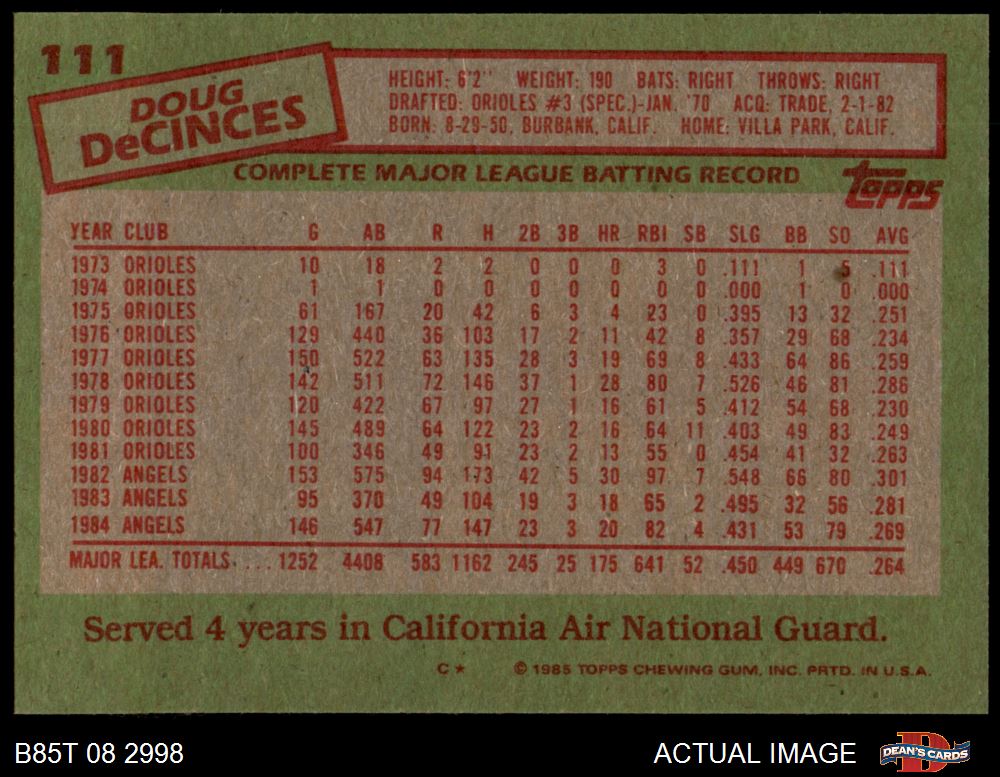 111
DOUG
DeCINCES
HEIGHT: 6'2" WEIGHT: 190 BATS: RIGHT THROWS: RIGHT
DRAFTED: ORIOLES #3 (SPEC.)-JAN. '70 ACQ: TRADE, 2-1-82
BORN: 8-29-50, BURBANK, CALIF. HOME: VILLA PARK, CALIF.
COMPLETE MAJOR LEAGUE BATTING RECORD
topps
YEAR CLUB G AB R H 2B 3B HR RBI SB SLG BB SO AVG
1973 ORIOLES 10 18 2 2 0 0 0 3 0 .111 1 5 .111
1974 ORIOLES 1 1 0 0 0 0 0 0 0 .000 1 0 .000
1975 ORIOLES 61 167 20 42 6 3 4 23 0 .395 13 32 .251
1976 ORIOLES 129 440 36 103 17 2 11 42 8 .357 29 68 .234
1977 ORIOLES 150 522 63 135 28 3 19 69 8 .433 64 86 .259
1978 ORIOLES 142 511 72 146 37 1 28 80 7 .526 46 81 .286
1979 ORIOLES 120 422 67 97 27 1 16 61 5 .412 54 68 .230
1980 ORIOLES 145 489 64 122 23 2 16 64 11 .403 49 83 .249
1981 ORIOLES 100 346 49 91 23 2 13 55 0 .454 41 32 .263
1982 ANGELS 153 575 94 173 42 5 30 97 7 .548 66 80 .301
1983 ANGELS 95 370 49 104 19 3 18 65 2 .495 32 56 .281
1984 ANGELS 146 547 77 147 23 3 20 82 4 .431 53 79 .269
MAJOR LEA. TOTALS. ... 1252 4408 583 1162 245 25 175 641 52 .450 449 670 .264
Served 4 years in California Air National Guard.
C★ © 1985 TOPPS CHEWING GUM, INC. PRTD. IN U.S.A.
B85T 08 2998 ACTUAL IMAGE DEAN'S CARDS